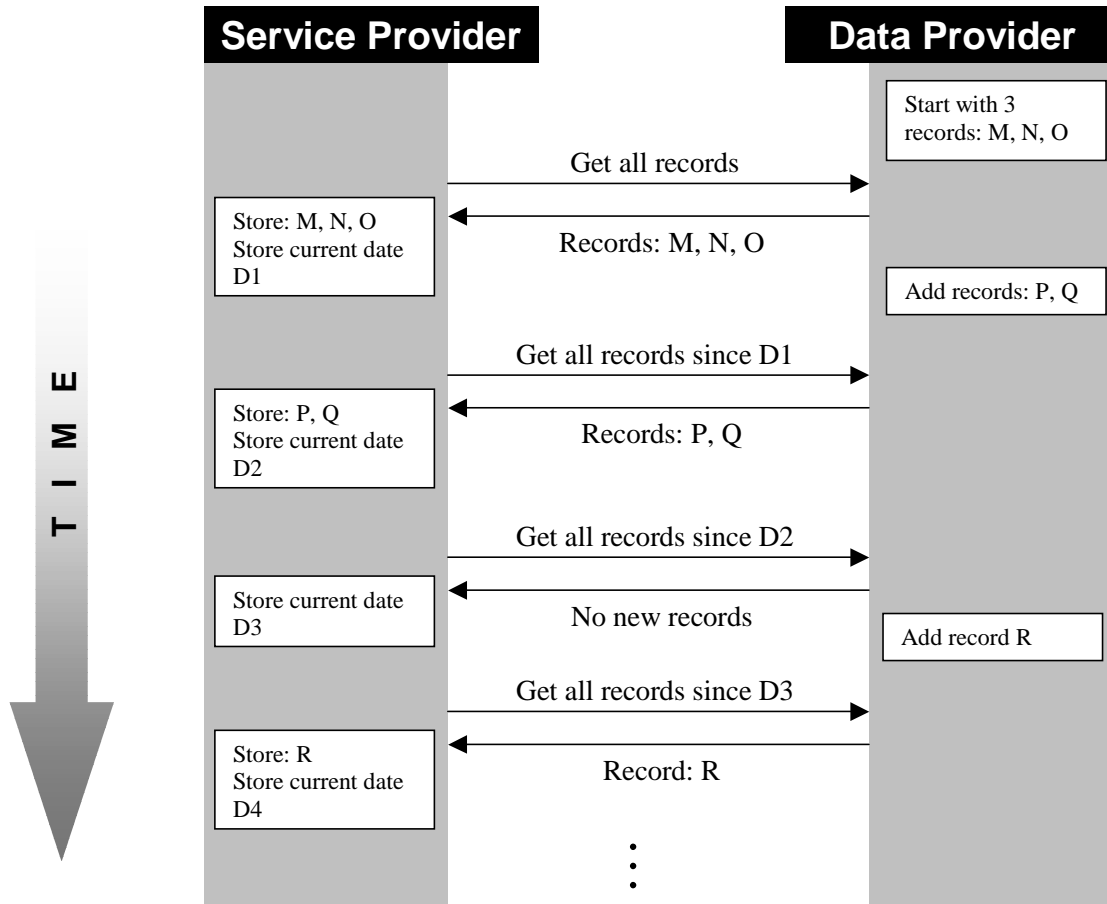 Service Provider
Data Provider
Start with 3
records: M, N, O
Get all records
Store: M, N, O
Store current date
D1
Records: M, N, O
Add records: P, Q
Get all records since D1
Store: P, Q
Store current date
D2
Records: P, Q
Get all records since D2
Store current date
D3
No new records
Add record R
Get all records since D3
Store: R
Store current date
D4
Record: R
T I M E